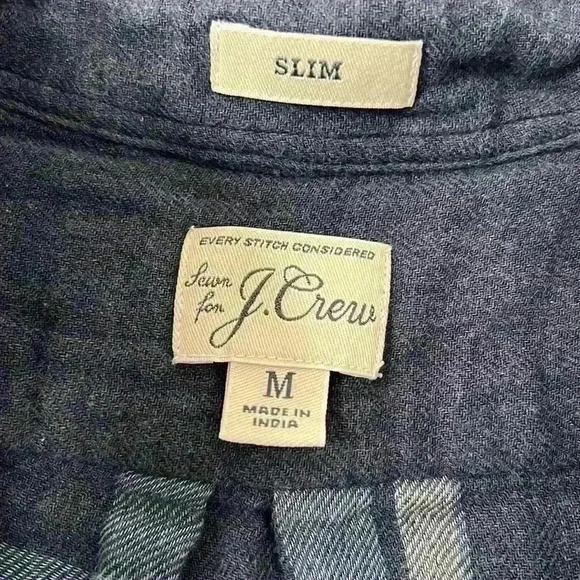 SLIM
EVERY STITCH CONSIDERED
Sewn
for J.Crew
M
MADE IN
INDIA